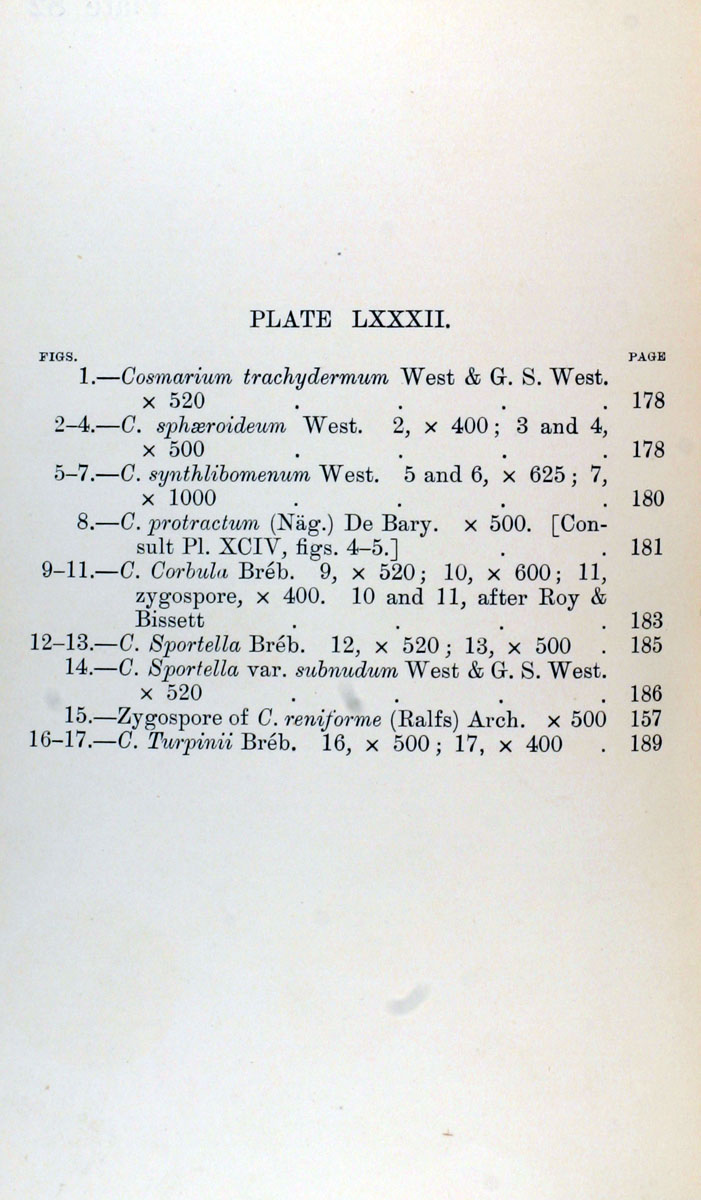 PLATE LXXXII.
FIGS. PAGE
1.—Cosmarium trachydermum West & G. S. West.
× 520 . . . . 178
2–4.—C. sphæroideum West. 2, × 400; 3 and 4,
× 500 . . . . 178
5–7.—C. synthlibomenum West. 5 and 6, × 625; 7,
× 1000 . . . . 180
8.—C. protractum (Näg.) De Bary. × 500. [Con-
sult Pl. XCIV, figs. 4–5.] . . 181
9–11.—C. Corbula Bréb. 9, × 520; 10, × 600; 11,
zygospore, × 400. 10 and 11, after Roy &
Bissett . . . . 183
12–13.—C. Sportella Bréb. 12, × 520; 13, × 500 . 185
14.—C. Sportella var. subnudum West & G. S. West.
× 520 . . . . 186
15.—Zygospore of C. reniforme (Ralfs) Arch. × 500 157
16–17.—C. Turpinii Bréb. 16, × 500; 17, × 400 . 189